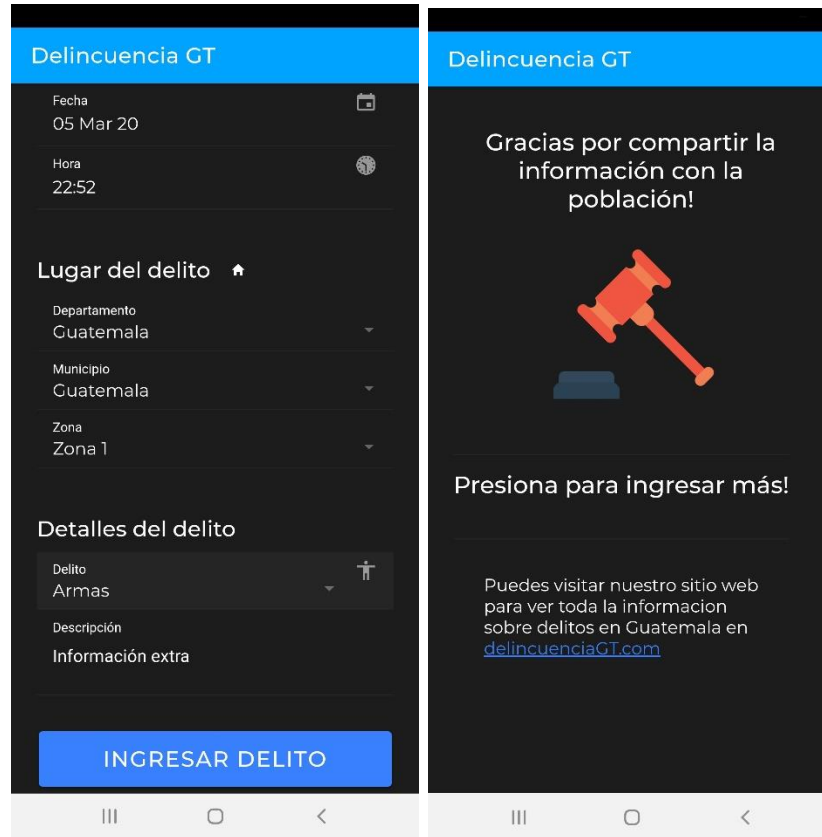 Delincuencia GT
Fecha
05 Mar 20
Hora
22:52
Lugar del delito
Departamento
Guatemala
Municipio
Guatemala
Zona
Zona 1
Detalles del delito
Delito
Armas
Descripción
Información extra
INGRESAR DELITO
Delincuencia GT
Gracias por compartir la
información con la
población!
Presiona para ingresar más!
Puedes visitar nuestro sitio web
para ver toda la informacion
sobre delitos en Guatemala en
delincuenciaGT.com